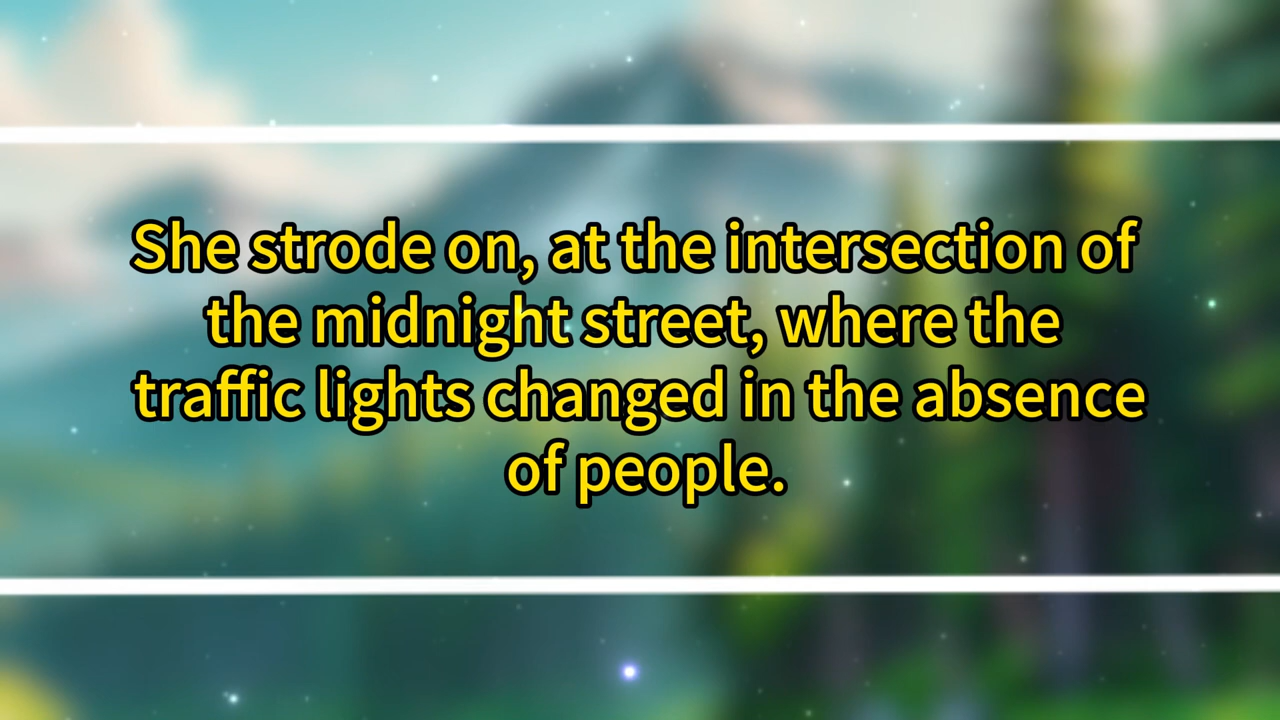 She strode on, at the intersection of
the midnight street, where the
traffic lights changed in the absence
of people.